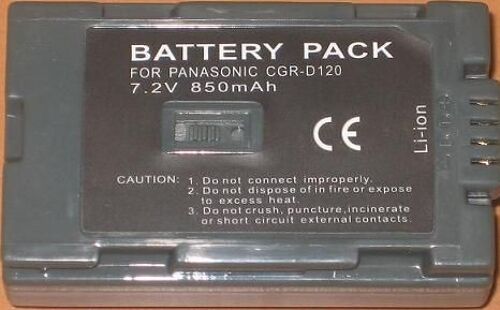 BATTERY PACK
FOR PANASONIC CGR-D120
7.2V 850mAh
CE
Li-ion
CAUTION: 1. Do not connect improperly.
2. Do not dispose of in fire or expose
to excess heat.
3. Do not crush, puncture, incinerate
or short circuit external contacts.